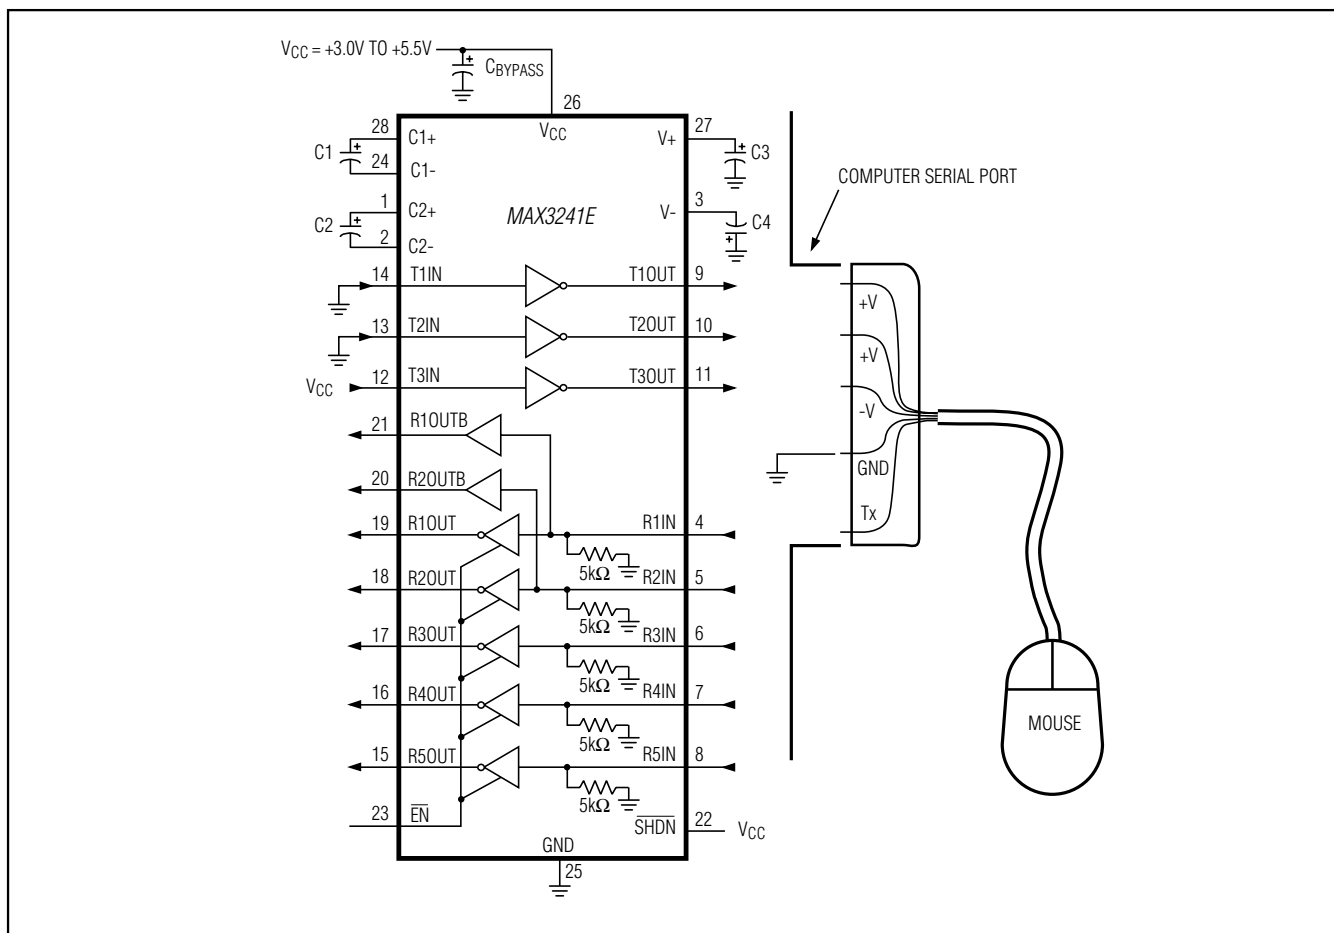 VCC = +3.0V TO +5.5V
CBYPASS
26
VCC
28
C1+
C1
24
C1-
1
C2+
C2
2
C2-
MAX3241E
V+
27
C3
V-
3
C4
COMPUTER SERIAL PORT
14
T1IN
T1OUT
9
13
T2IN
T2OUT
10
VCC
12
T3IN
T3OUT
11
21
R1OUTB
20
R2OUTB
19
R1OUT
R1IN
4
5kΩ
18
R2OUT
R2IN
5
5kΩ
17
R3OUT
R3IN
6
5kΩ
16
R4OUT
R4IN
7
5kΩ
15
R5OUT
R5IN
8
5kΩ
23
EN
SHDN
22
VCC
GND
25
+V
+V
-V
GND
Tx
MOUSE